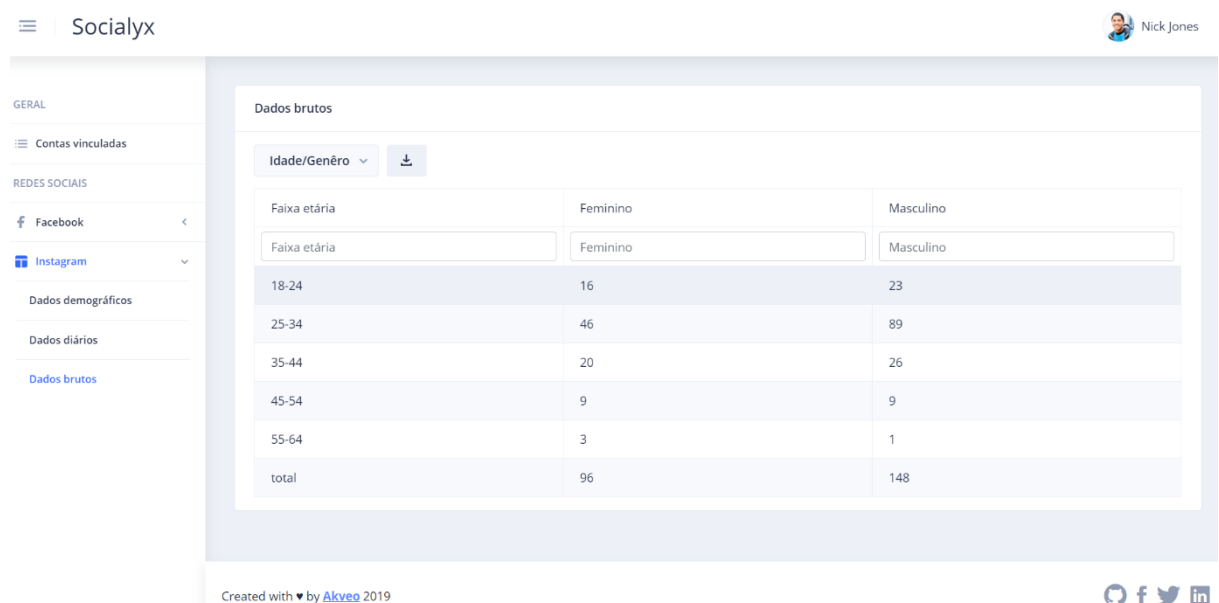 Socialyx
Nick Jones
GERAL
Contas vinculadas
REDES SOCIAIS
Facebook
Instagram
Dados demográficos
Dados diários
Dados brutos
Dados brutos
Idade/Genêro
Faixa etária Feminino Masculino
Faixa etária Feminino Masculino
18-24 16 23
25-34 46 89
35-44 20 26
45-54 9 9
55-64 3 1
total 96 148
Created with ♥ by Akveo 2019